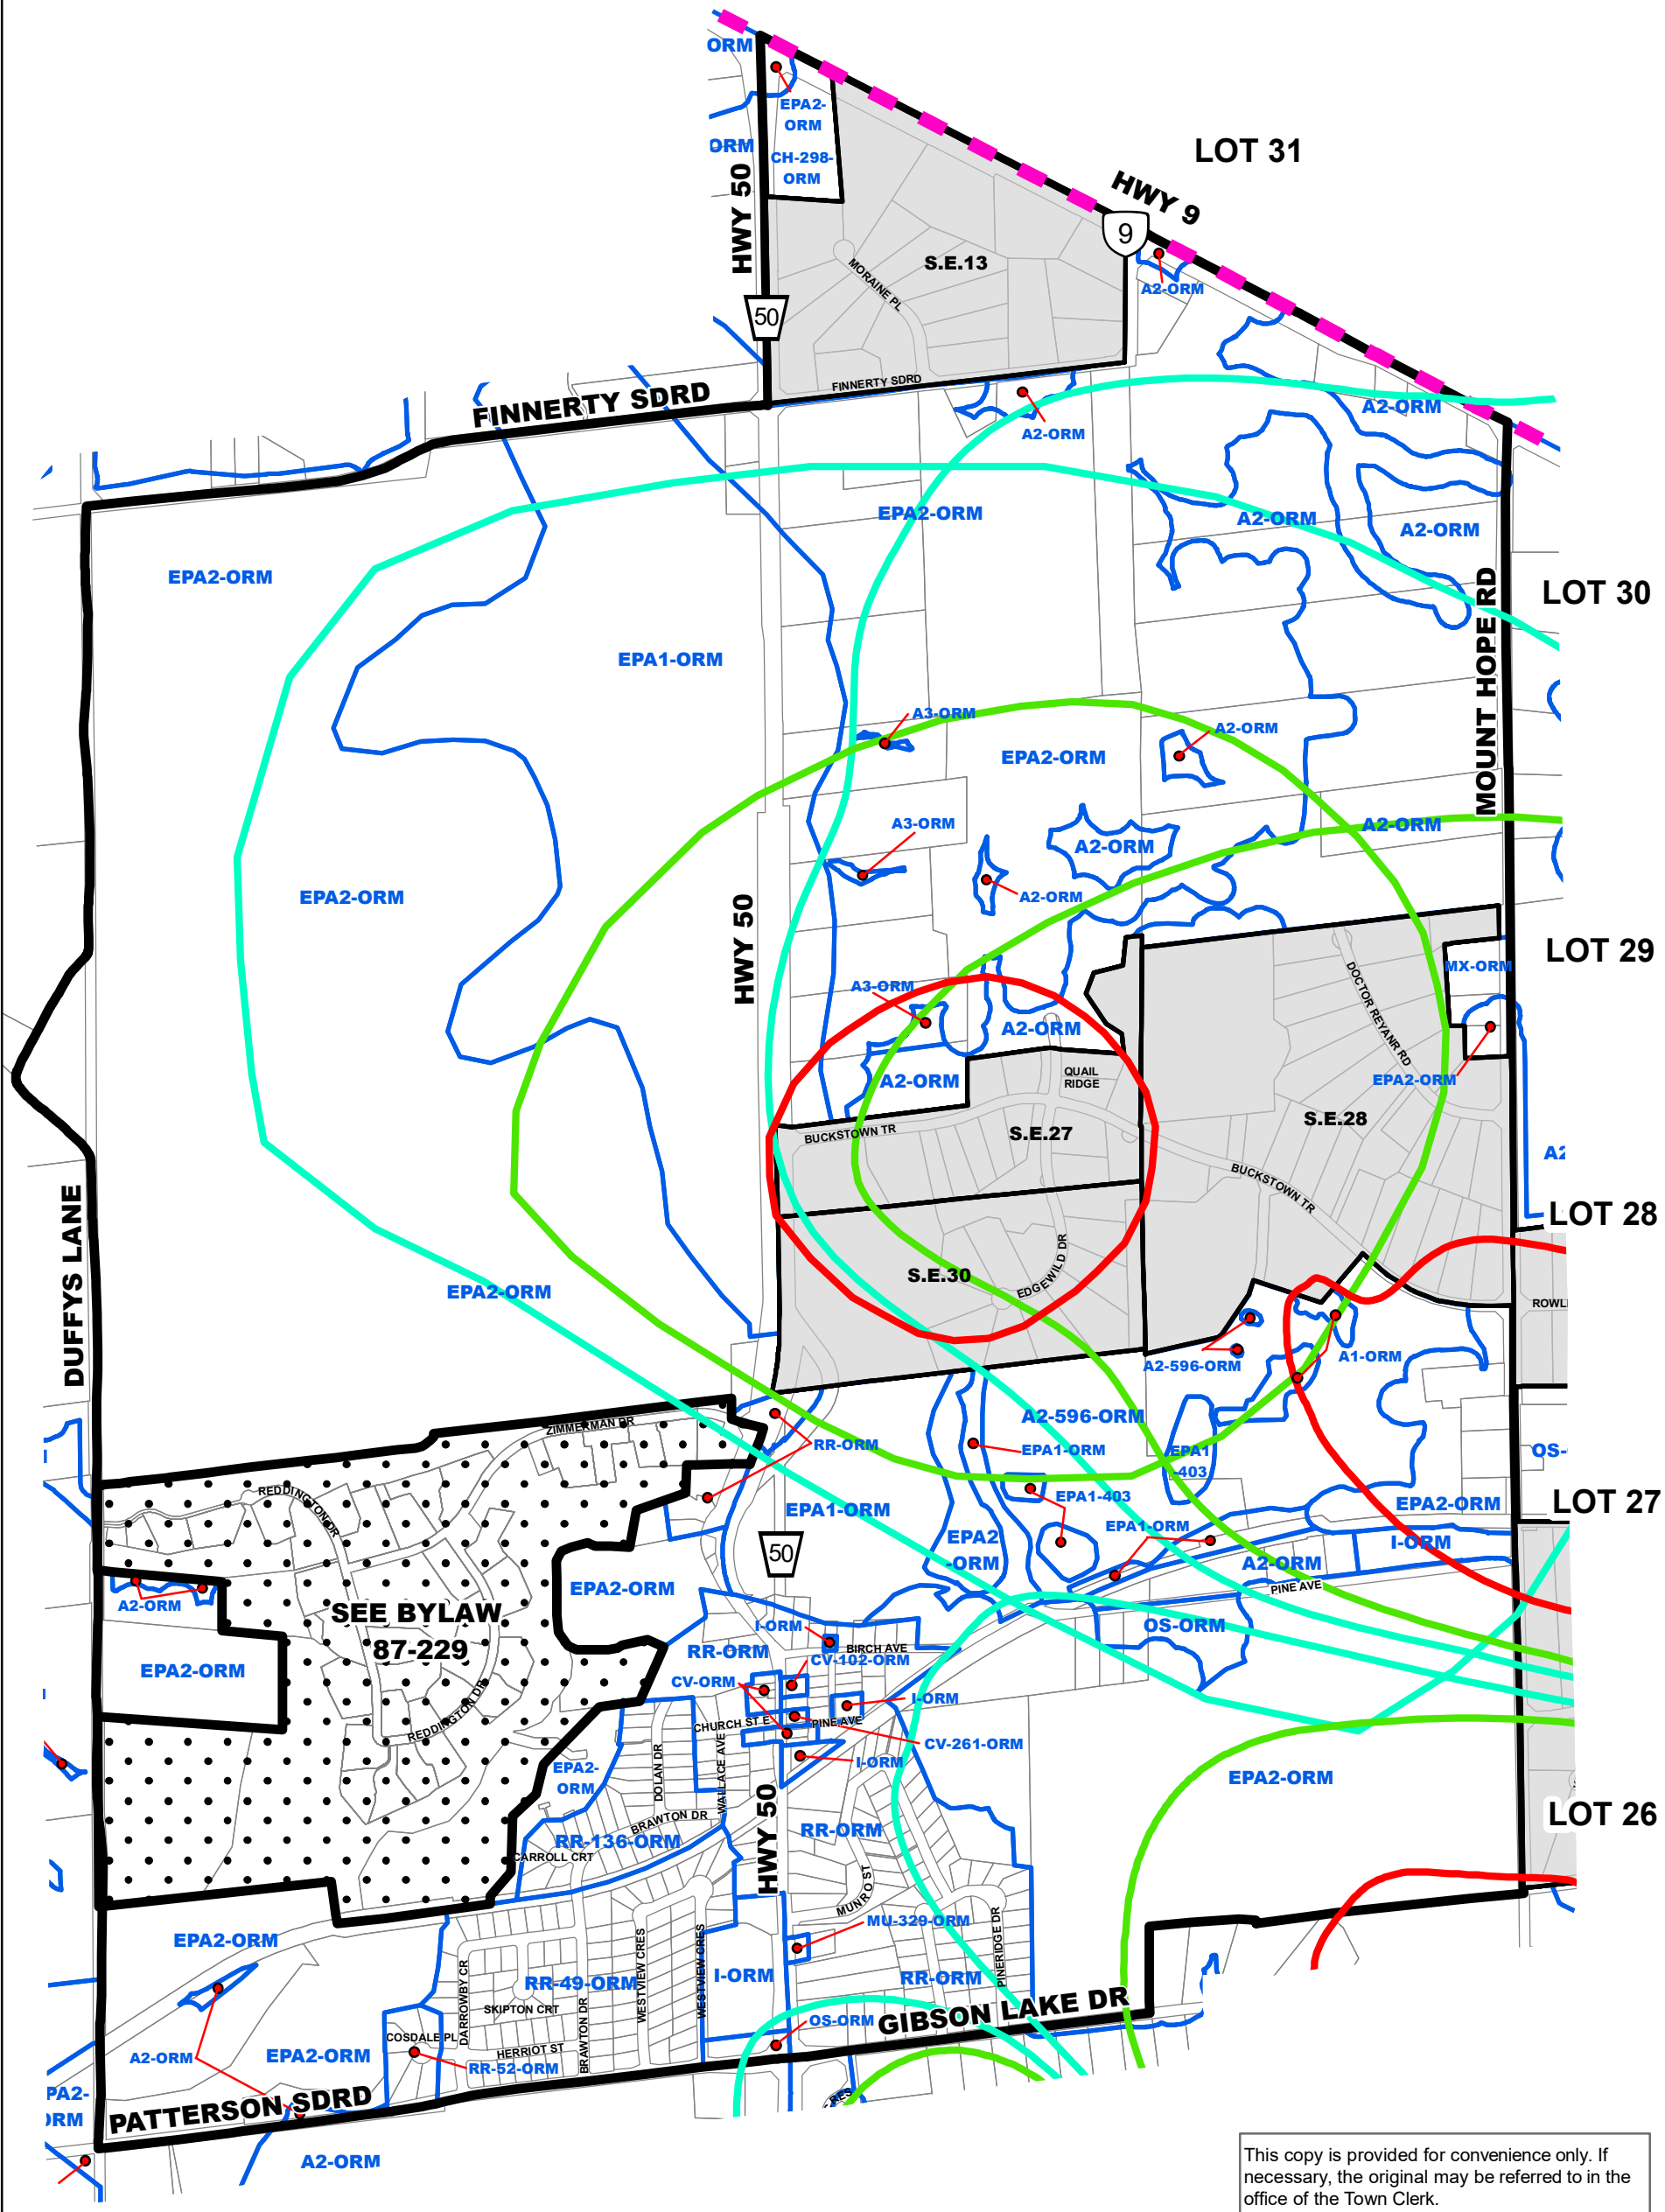 ORM
EPA2-
ORM
ORM
CH-298-
ORM
LOT 31
HWY 9
9
HWY 50
S.E.13
MORAINE PL
A2-ORM
50
FINNERTY SDRD
FINNERTY SDRD
A2-ORM
A2-ORM
EPA2-ORM
A2-ORM
A2-ORM
EPA2-ORM
LOT 30
MOUNT HOPE RD
EPA1-ORM
A3-ORM
A2-ORM
EPA2-ORM
A3-ORM
A2-ORM
A2-ORM
EPA2-ORM
A2-ORM
HWY 50
LOT 29
MX-ORM
DOCTOR REYANR RD
A3-ORM
A2-ORM
QUAIL
RIDGE
A2-ORM
EPA2-ORM
S.E.28
BUCKSTOWN TR
S.E.27
BUCKSTOWN TR
A2
LOT 28
DUFFYS LANE
EDGEWILD DR
S.E.30
EPA2-ORM
ROWL
A2-596-ORM
A1-ORM
A2-596-ORM
ZIMMERMAN DR
RR-ORM
EPA1-ORM
EPA1
-403
OS-
REDDINGTON DR
EPA1-403
EPA1-ORM
EPA2-ORM
LOT 27
EPA1-ORM
EPA2
-ORM
I-ORM
50
A2-ORM
PINE AVE
EPA2-ORM
A2-ORM
SEE BYLAW
87-229
OS-ORM
I-ORM
BIRCH AVE
RR-ORM
CV-102-ORM
EPA2-ORM
CV-ORM
I-ORM
REDDINGTON DR
CHURCH ST E
PINE AVE
CV-261-ORM
I-ORM
EPA2-
ORM
DOLAN DR
WALLACE AVE
EPA2-ORM
HWY 50
LOT 26
BRAWTON DR
RR-136-ORM
RR-ORM
CARROLL CRT
MUNRO ST
MU-329-ORM
EPA2-ORM
PINERIDGE DR
I-ORM
RR-ORM
RR-49-ORM
WESTVIEW CRES
WESTVIEW CRES
DARROWBY CR
SKIPTON CRT
BRAWTON DR
GIBSON LAKE DR
OS-ORM
COSDALE PL
HERRIOT ST
A2-ORM
EPA2-ORM
RR-52-ORM
PA2-
ORM
PATTERSON SDRD
RES
A2-ORM
This copy is provided for convenience only. If
necessary, the original may be referred to in the
office of the Town Clerk.